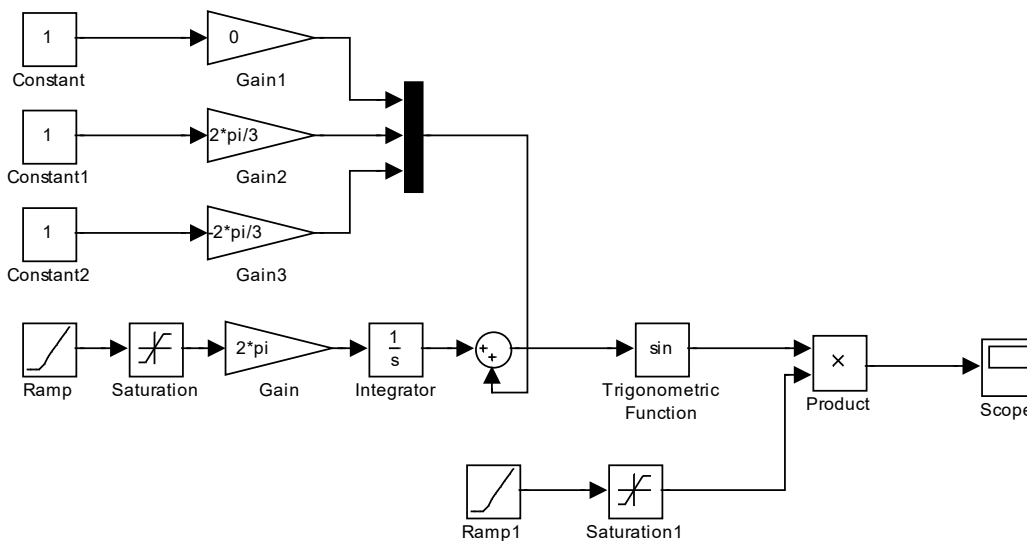 1
0
Constant
Gain1
1
2*pi/3
Constant1
Gain2
1
-2*pi/3
Constant2
Gain3
2*pi
1
s
+
+
sin
×
Ramp
Saturation
Gain
Integrator
Trigonometric
Function
Product
Scope
Ramp1
Saturation1